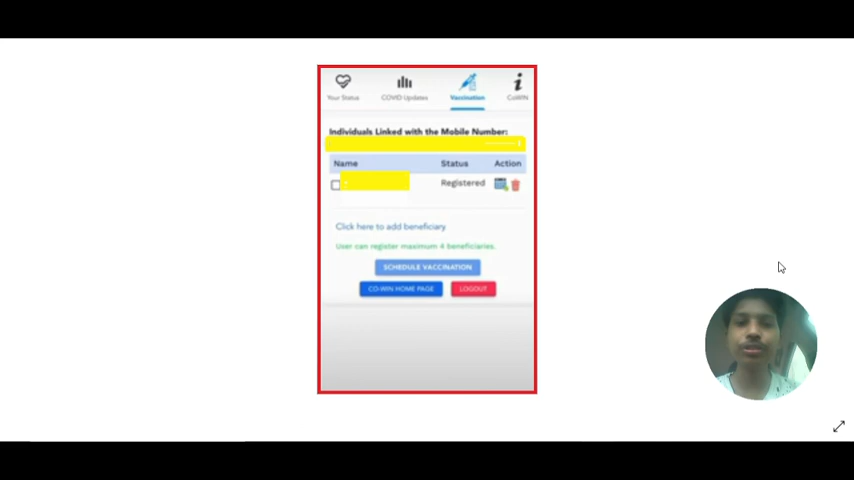 Your Status COVID Updates Vaccination CoWIN
Individuals Linked with the Mobile Number:
Name Status Action
Registered
Click here to add beneficiary
User can register maximum 4 beneficiaries.
SCHEDULE VACCINATION
CO-WIN HOME PAGE LOGOUT